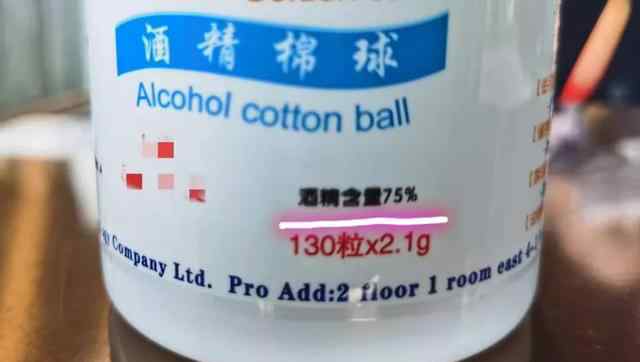 酒精棉球
Alcohol cotton ball
酒精含量75%
130粒x2.1g
Company Ltd. Pro Add:2 floor 1 room east